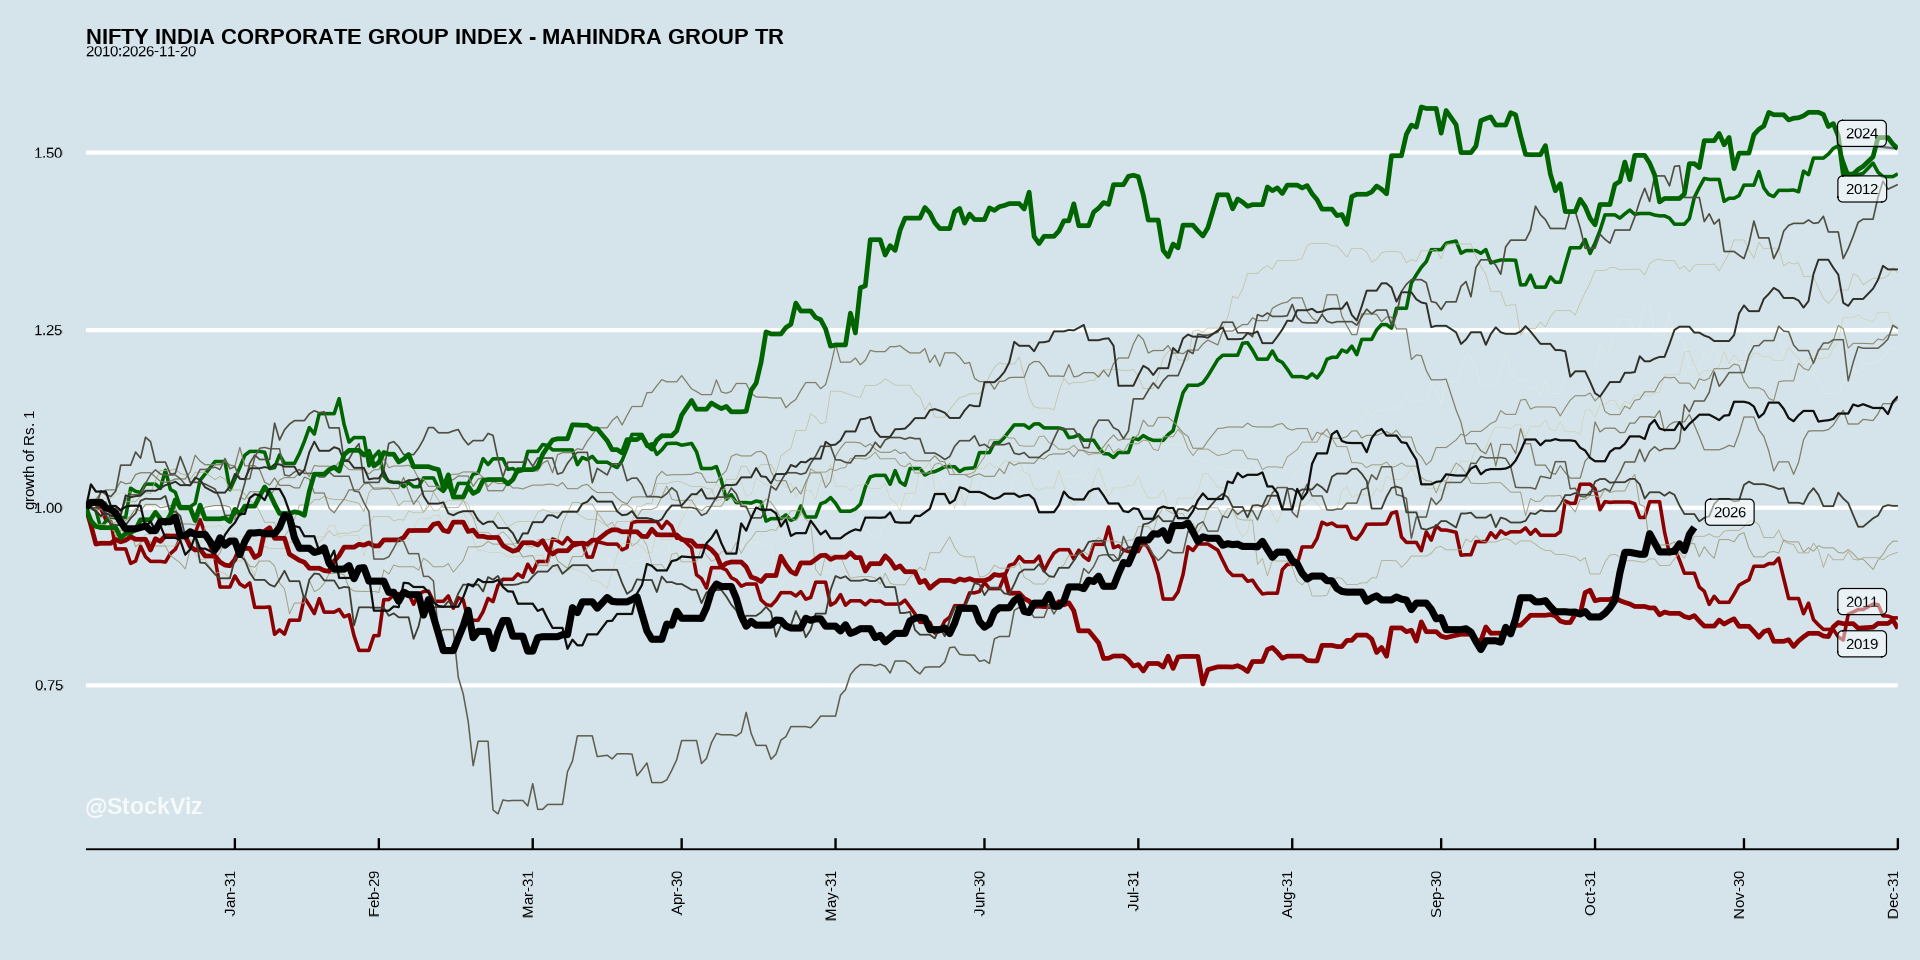 NIFTY INDIA CORPORATE GROUP INDEX - MAHINDRA GROUP TR
2010:2026-11-20
growth of Rs. 1
1.50
1.25
1.00
0.75
2024
2012
2026
2011
2019
@StockViz
Jan-31
Feb-29
Mar-31
Apr-30
May-31
Jun-30
Jul-31
Aug-31
Sep-30
Oct-31
Nov-30
Dec-31